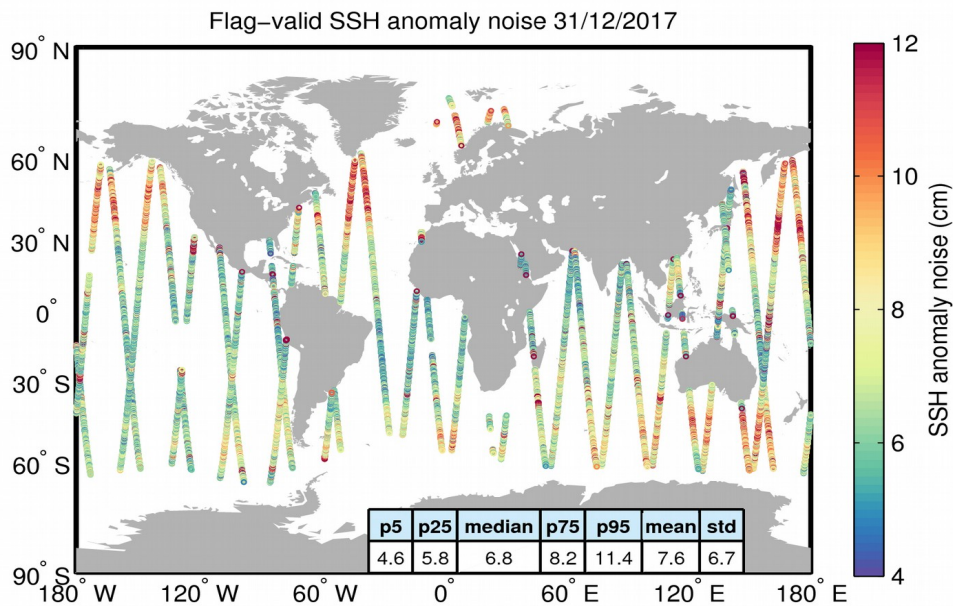 Flag−valid SSH anomaly noise 31/12/2017
90° N
60° N
30° N
0°
30° S
60° S
90° S
180° W 120° W 60° W 0° 60° E 120° E 180° E
p5 p25 median p75 p95 mean std
4.6 5.8 6.8 8.2 11.4 7.6 6.7
12
10
8
6
4
SSH anomaly noise (cm)